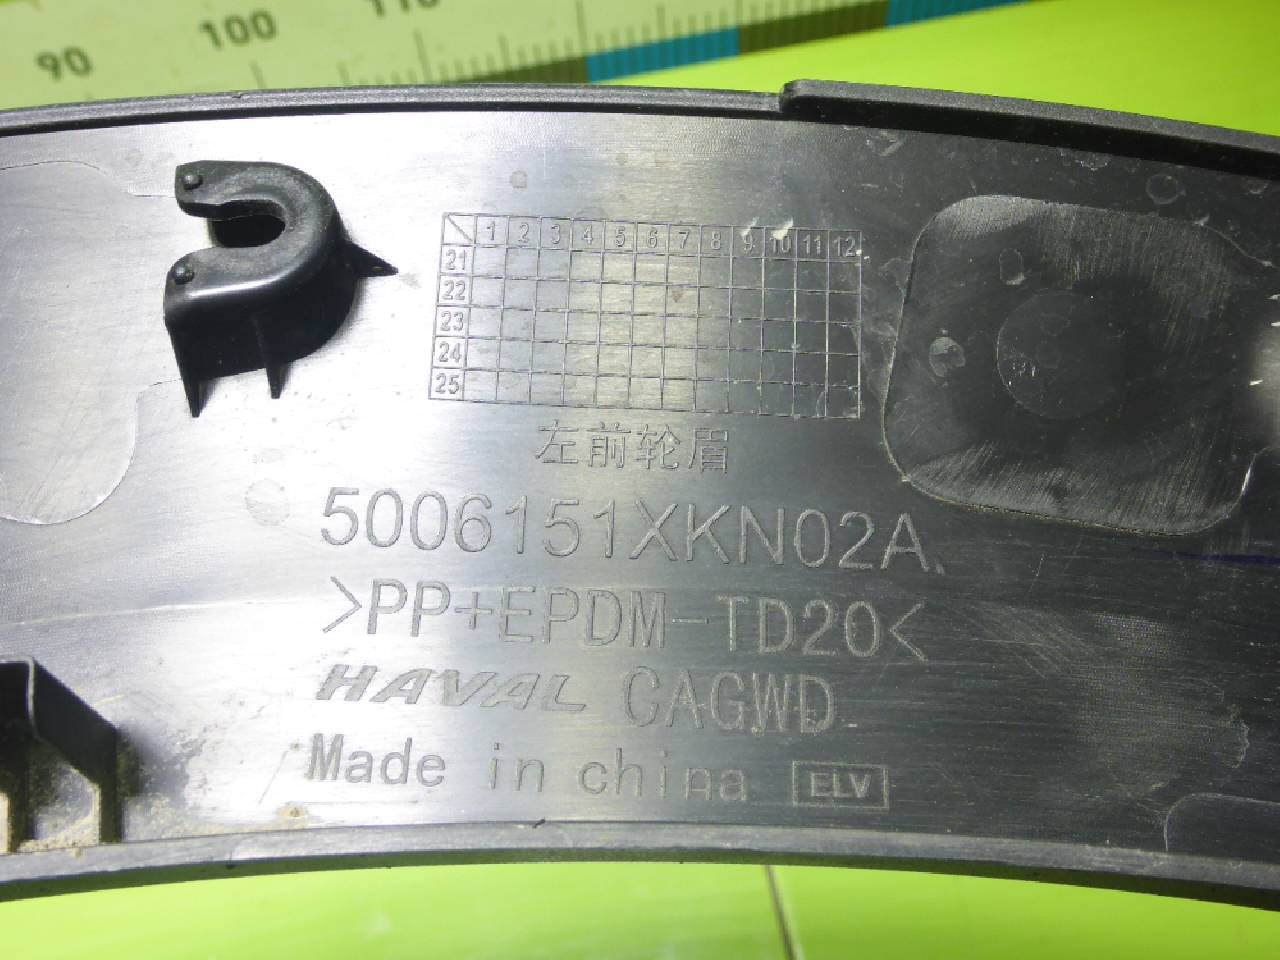 90 100 110
1 2 3 4 5 6 7 8 9 10 11 12
21
22
23
24
25
左前轮眉
5006151XKN02A
>PP+EPDM-TD20<
HAVAL CAGWD
Made in china ELV